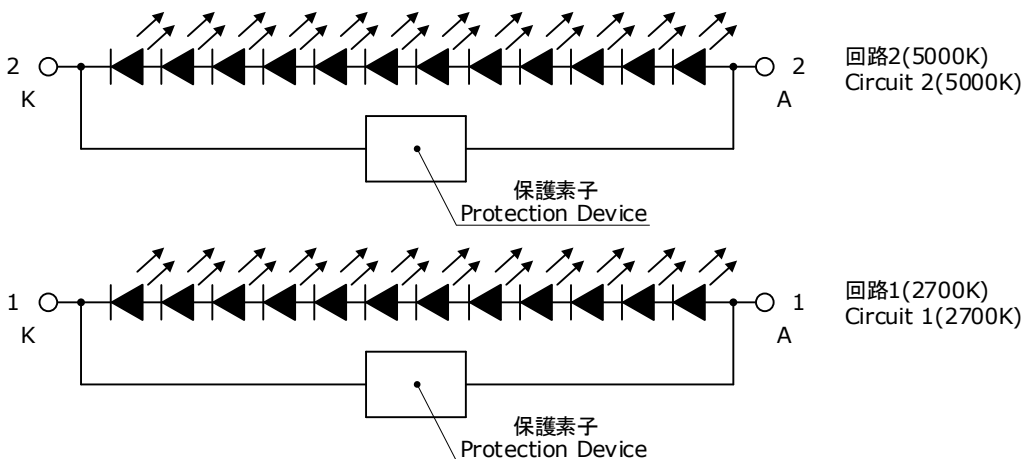 2
K
2
A
回路2(5000K)
Circuit 2(5000K)
保護素子
Protection Device
1
K
1
A
回路1(2700K)
Circuit 1(2700K)
保護素子
Protection Device